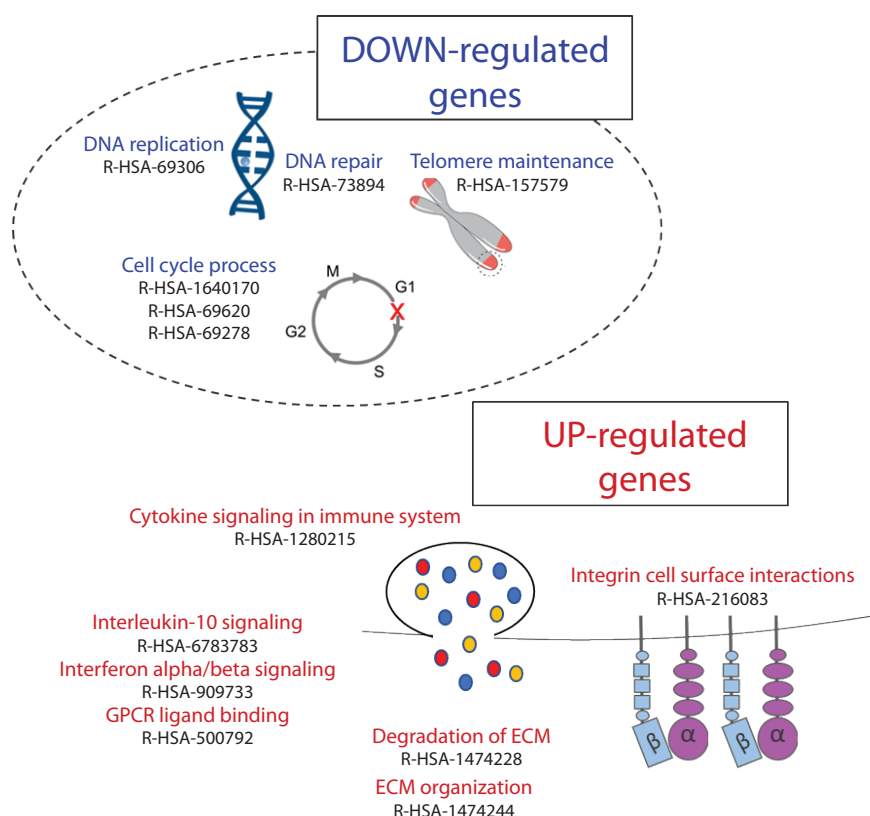 DOWN-regulated
genes
DNA replication
R-HSA-69306
DNA repair
R-HSA-73894
Telomere maintenance
R-HSA-157579
Cell cycle process
R-HSA-1640170
R-HSA-69620
R-HSA-69278
M
G1
X
G2
S
UP-regulated
genes
Cytokine signaling in immune system
R-HSA-1280215
Integrin cell surface interactions
R-HSA-216083
Interleukin-10 signaling
R-HSA-6783783
Interferon alpha/beta signaling
R-HSA-909733
GPCR ligand binding
R-HSA-500792
Degradation of ECM
R-HSA-1474228
ECM organization
R-HSA-1474244
β α β α